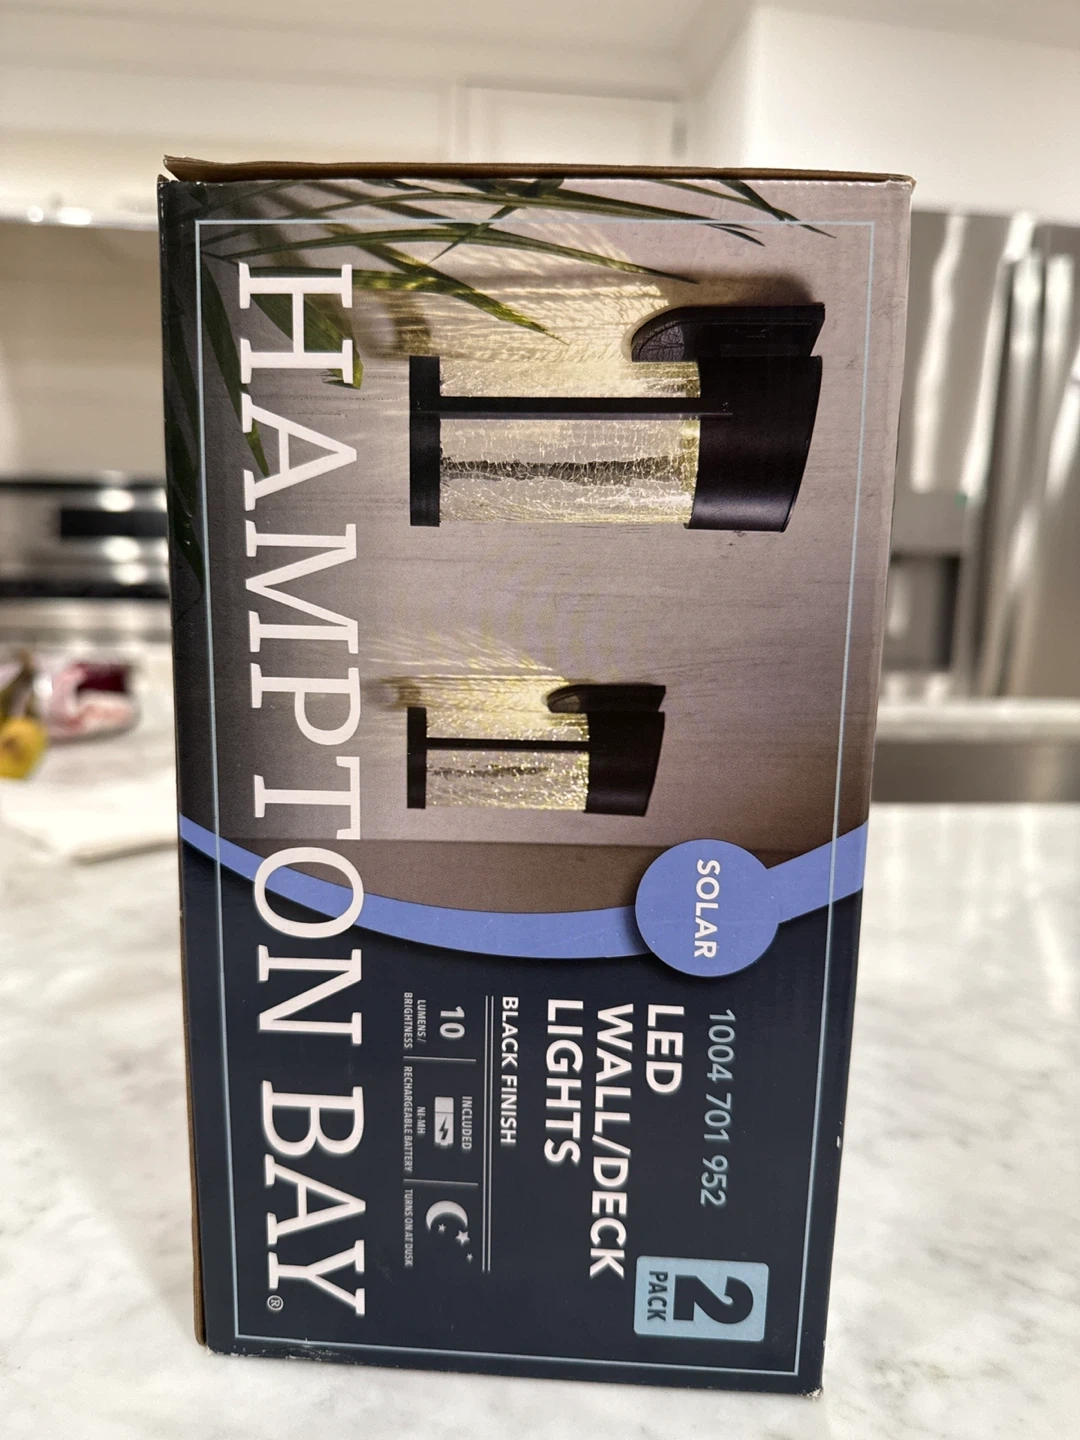 HAMPTON BAY®
SOLAR
1004 701 952
LED
WALL/DECK
LIGHTS
BLACK FINISH
10
LUMENS/
BRIGHTNESS
INCLUDED
NI-MH
RECHARGEABLE BATTERY
TURNS ON AT DUSK
2
PACK